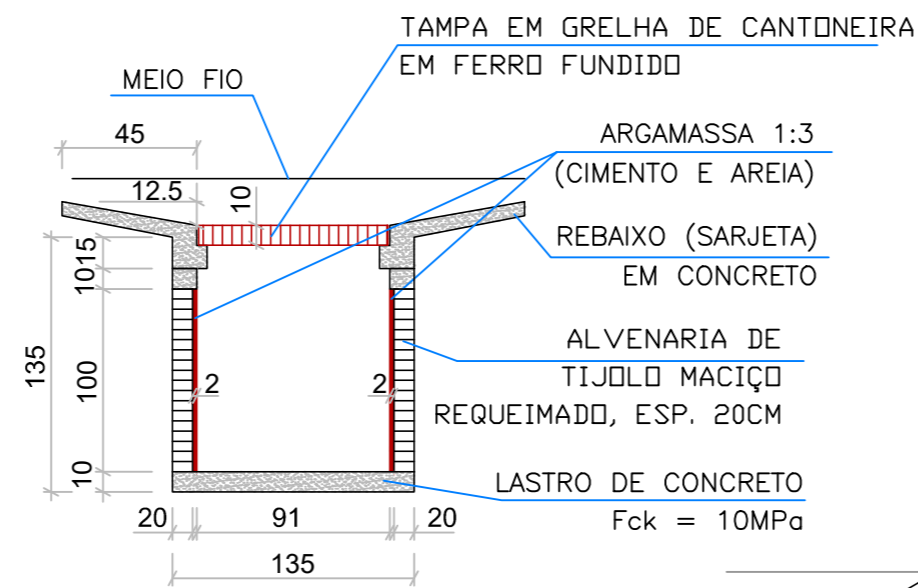 TAMPA EM GRELHA DE CANTONEIRA
EM FERRO FUNDIDO
MEIO FIO
45
ARGAMASSA 1:3
(CIMENTO E AREIA)
12.5
10
REBAIXO (SARJETA)
EM CONCRETO
15
10
135
100
10
2
2
ALVENARIA DE
TIJOLO MACIÇO
REQUEIMADO, ESP. 20CM
LASTRO DE CONCRETO
Fck = 10MPa
20
91
20
135